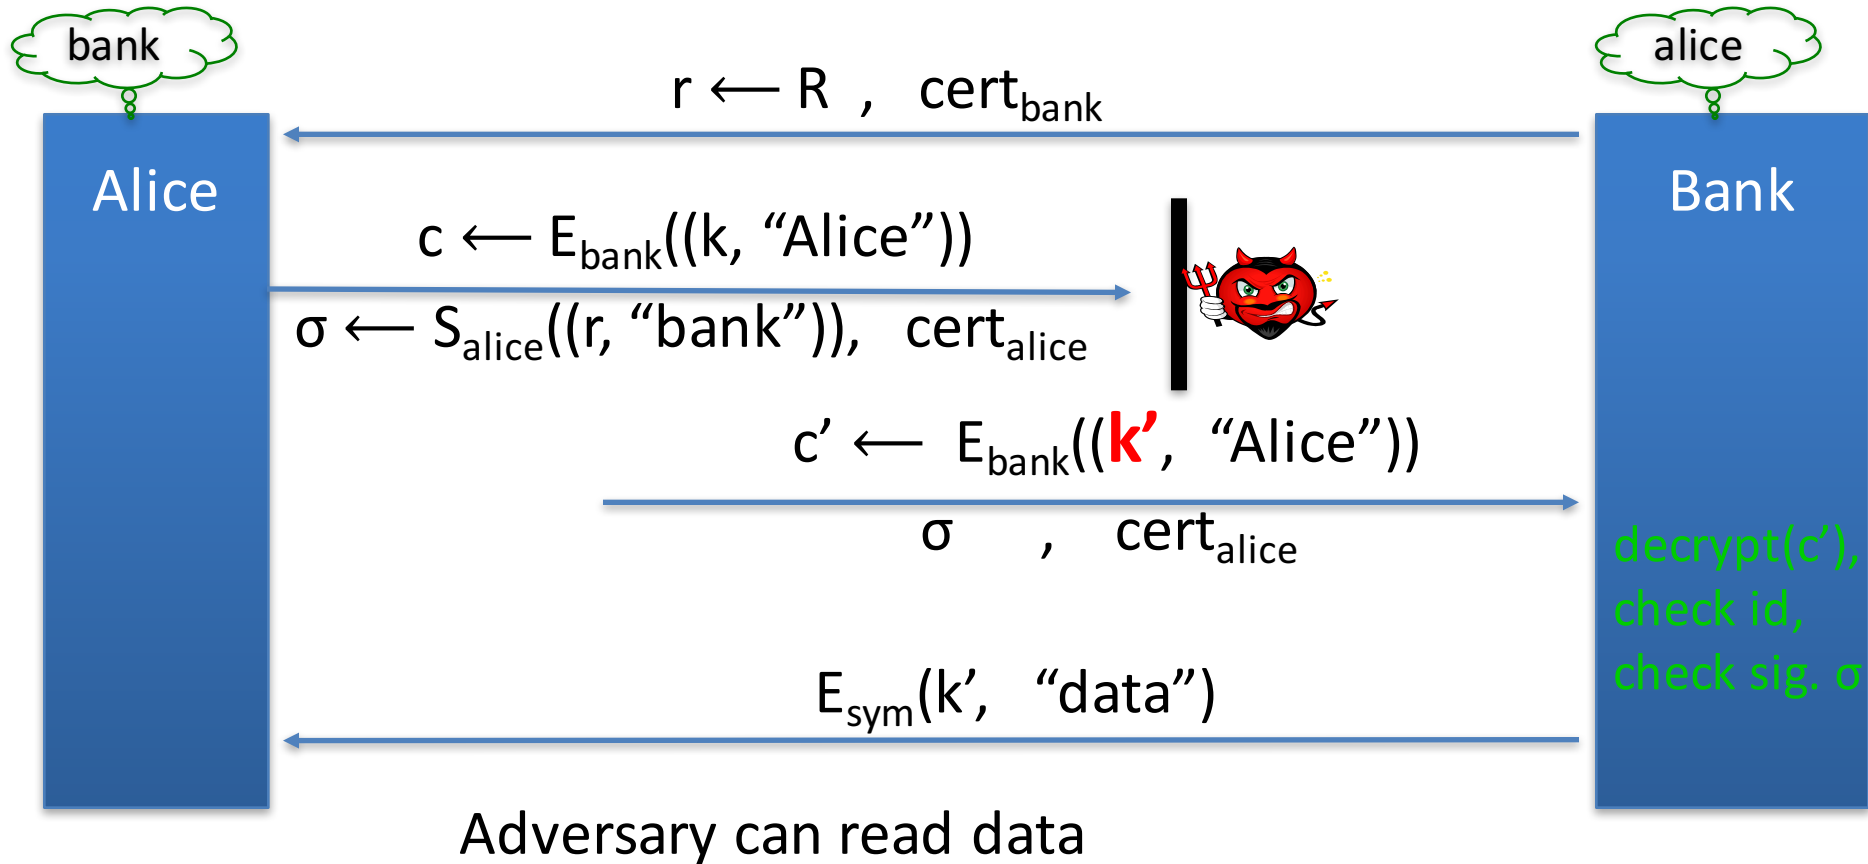 bank
alice
r ⟵ R , cert_bank
Alice
Bank
c ⟵ E_bank((k, “Alice”))
σ ⟵ S_alice((r, “bank”)), cert_alice
c’ ⟵ E_bank((k’, “Alice”))
σ , cert_alice
decrypt(c’),
check id,
check sig. σ
E_sym(k’, “data”)
Adversary can read data